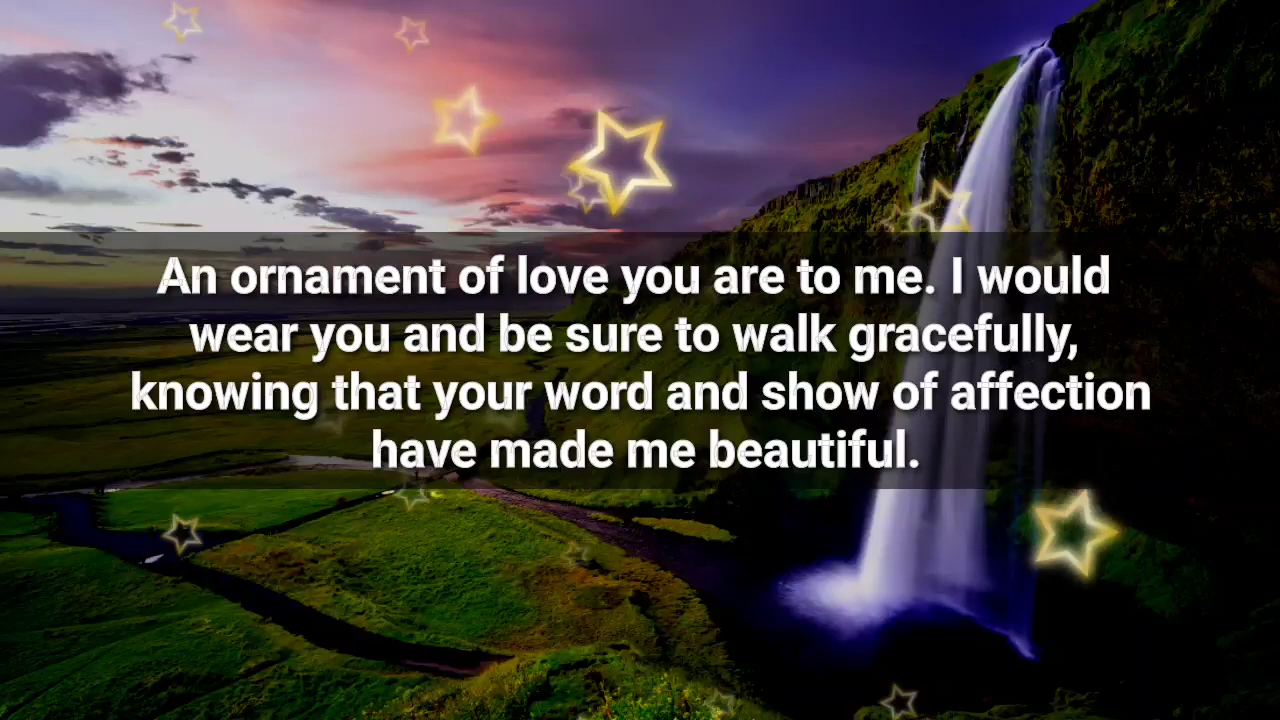 An ornament of love you are to me. I would
wear you and be sure to walk gracefully,
knowing that your word and show of affection
have made me beautiful.